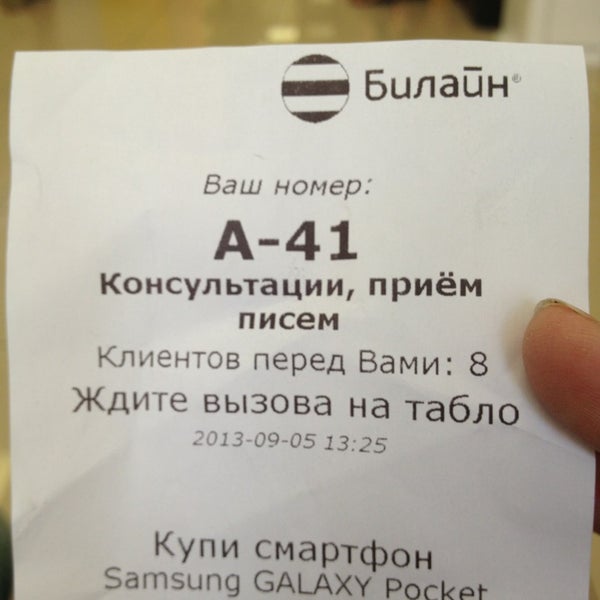 Билайн®
Ваш номер:
А-41
Консультации, приём
писем
Клиентов перед Вами: 8
Ждите вызова на табло
2013-09-05 13:25
Купи смартфон
Samsung GALAXY Pocket